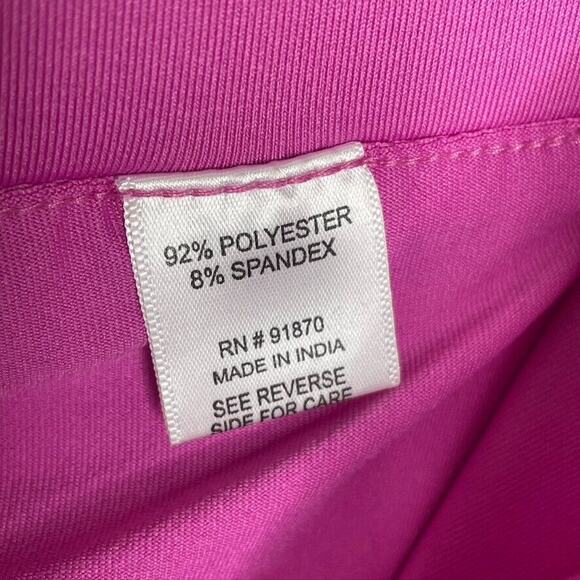 92% POLYESTER
8% SPANDEX
RN # 91870
MADE IN INDIA
SEE REVERSE
SIDE FOR CARE